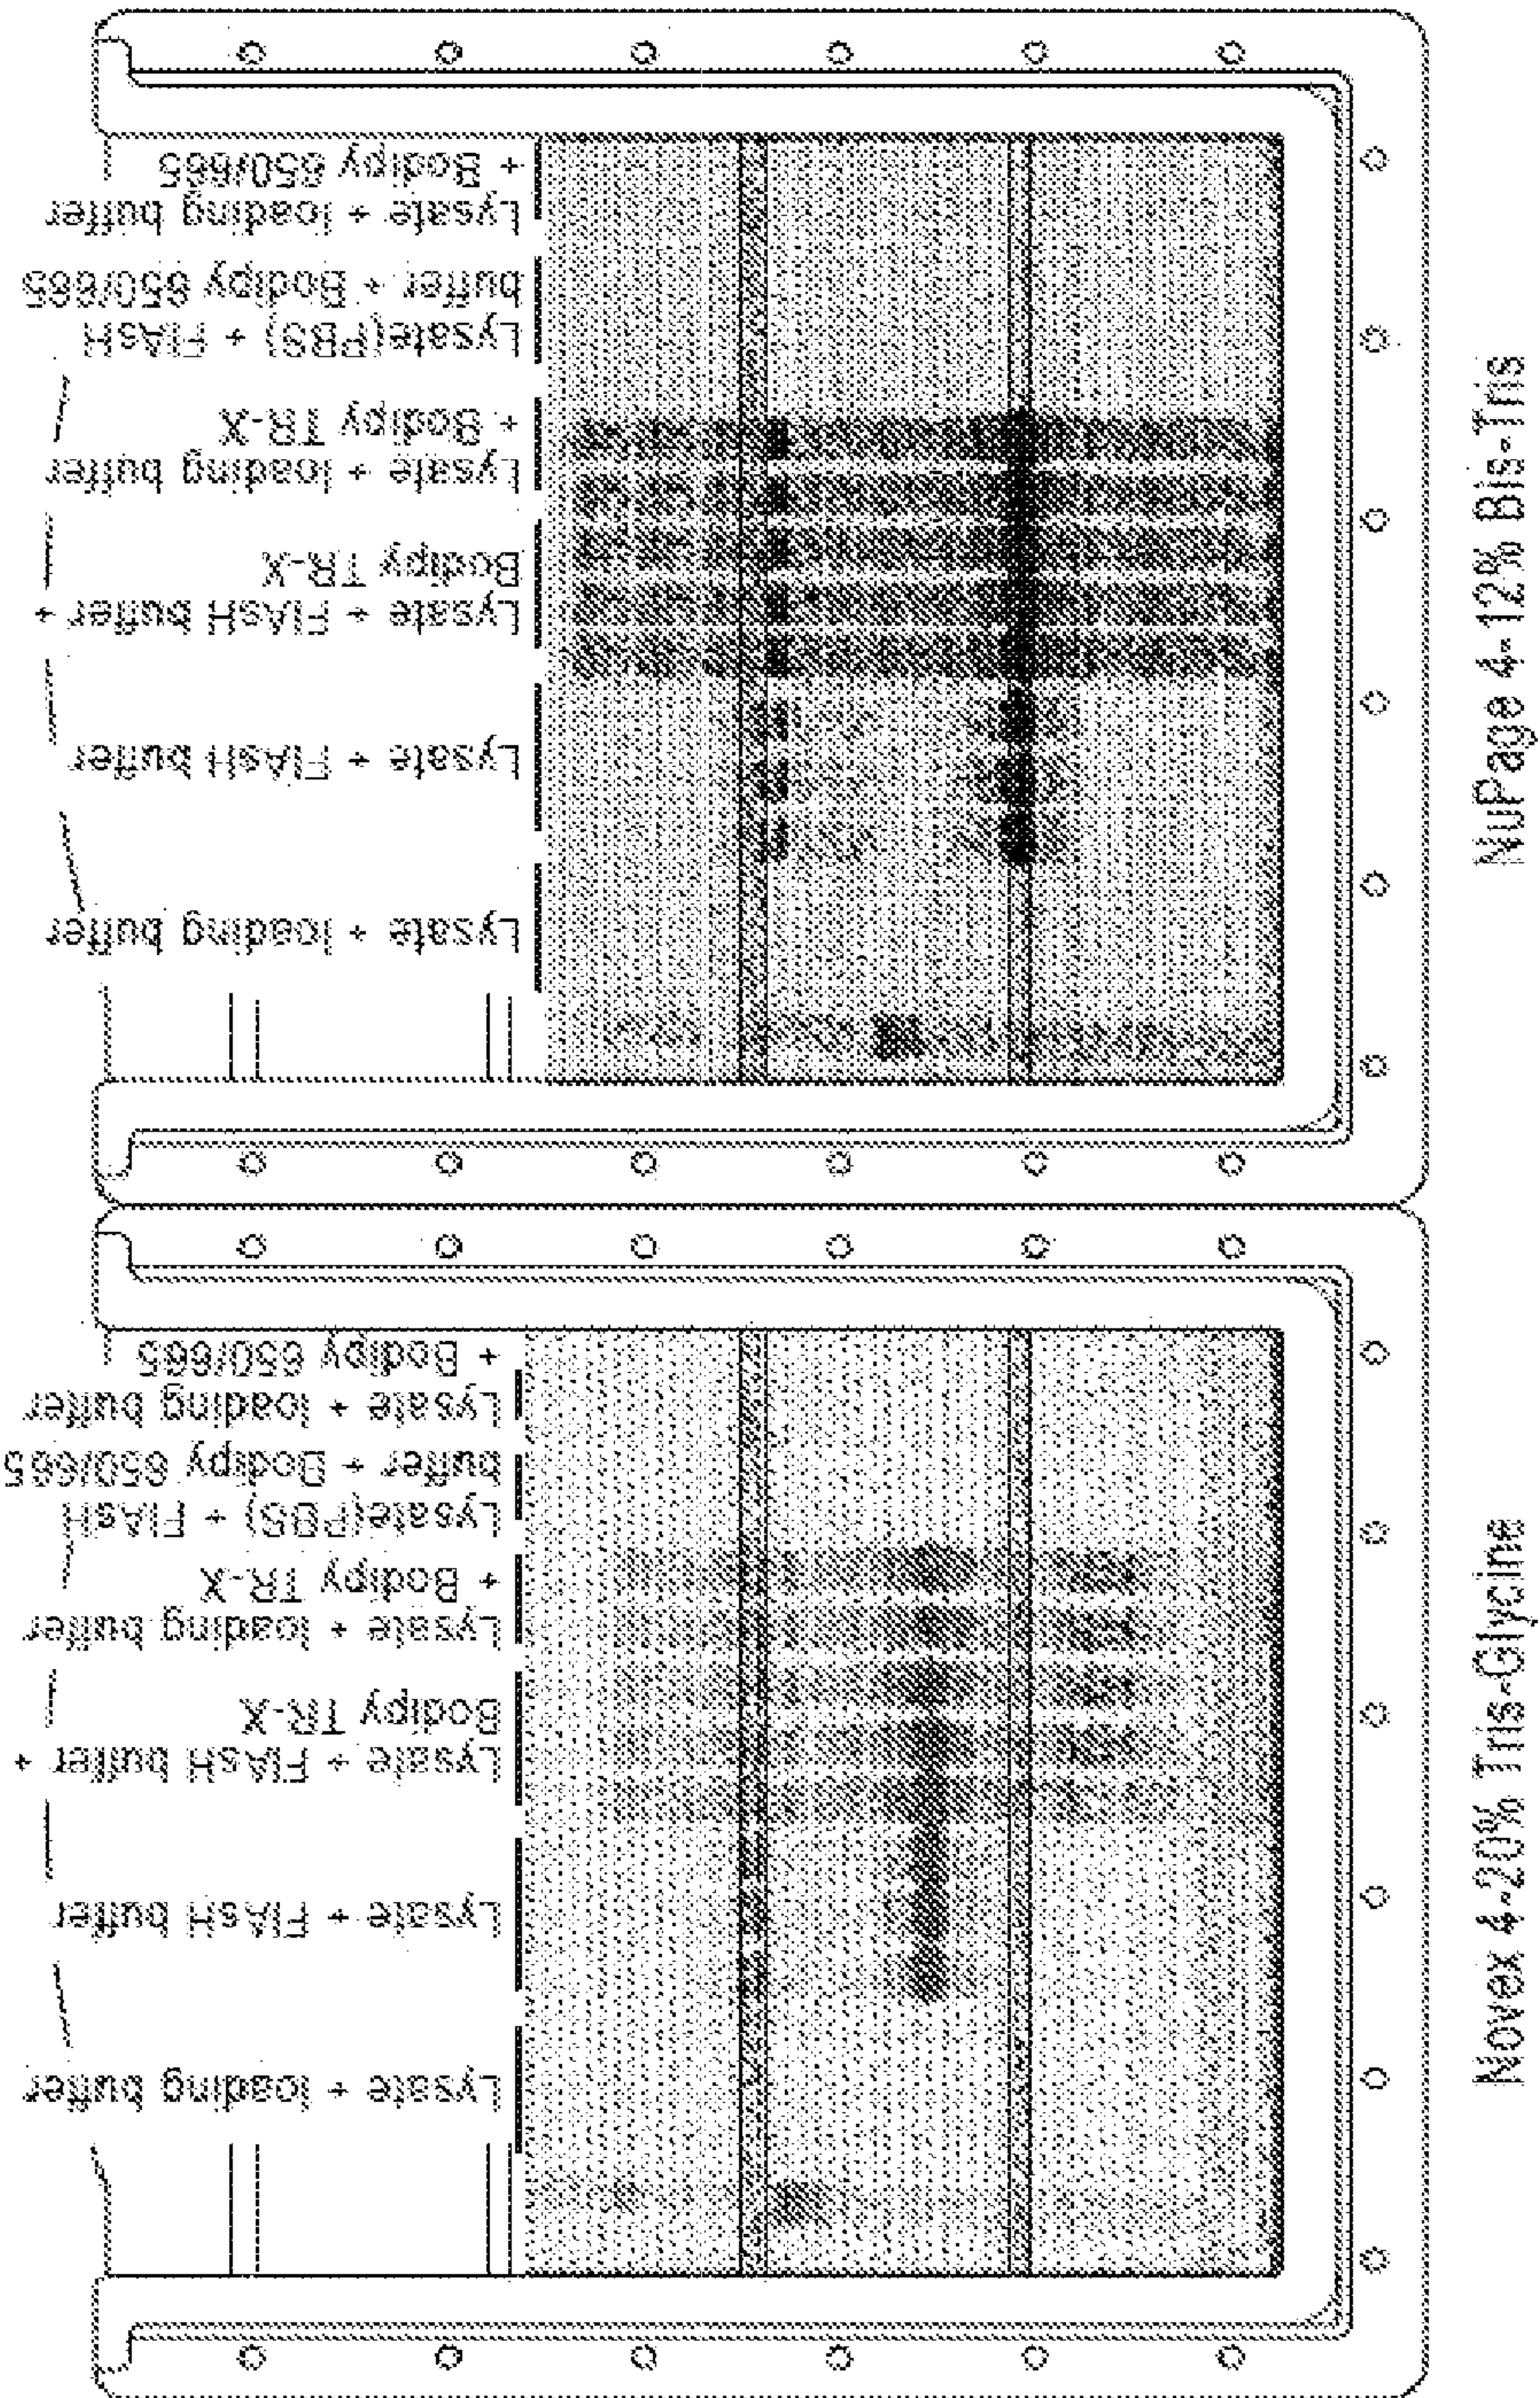 Lysate + loading buffer
Lysate + FlAsH buffer
Lysate + FlAsH buffer +
Bodipy TR-X
Lysate + loading buffer
+ Bodipy TR-X
Lysate(PBS) + FlAsH
buffer + Bodipy 650/665
Lysate + loading buffer
+ Bodipy 650/665
Novex 4-20% Tris-Glycine
Lysate + loading buffer
Lysate + FlAsH buffer
Lysate + FlAsH buffer +
Bodipy TR-X
Lysate + loading buffer
+ Bodipy TR-X
Lysate(PBS) + FlAsH
buffer + Bodipy 650/665
Lysate + loading buffer
+ Bodipy 650/665
NuPage 4-12% Bis-Tris